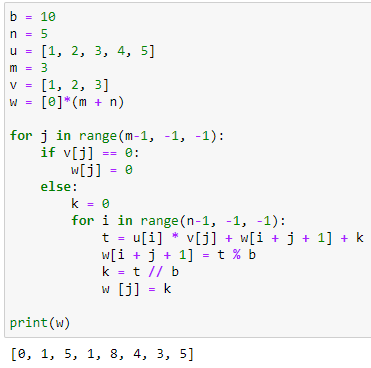 b = 10
n = 5
u = [1, 2, 3, 4, 5]
m = 3
v = [1, 2, 3]
w = [0]*(m + n)

for j in range(m-1, -1, -1):
    if v[j] == 0:
        w[j] = 0
    else:
        k = 0
        for i in range(n-1, -1, -1):
            t = u[i] * v[j] + w[i + j + 1] + k
            w[i + j + 1] = t % b
            k = t // b
            w [j] = k

print(w)

[0, 1, 5, 1, 8, 4, 3, 5]